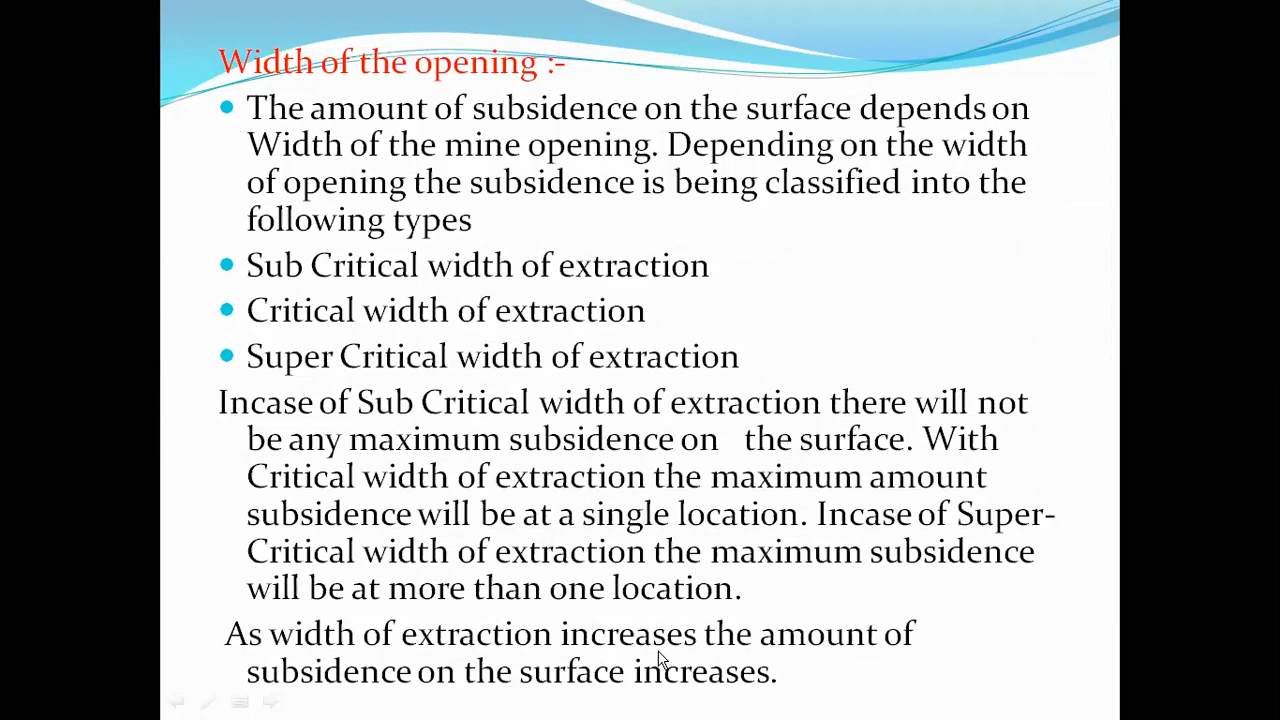 Width of the opening :-
• The amount of subsidence on the surface depends on
Width of the mine opening. Depending on the width
of opening the subsidence is being classified into the
following types
• Sub Critical width of extraction
• Critical width of extraction
• Super Critical width of extraction
Incase of Sub Critical width of extraction there will not
be any maximum subsidence on the surface. With
Critical width of extraction the maximum amount
subsidence will be at a single location. Incase of Super-
Critical width of extraction the maximum subsidence
will be at more than one location.
As width of extraction increases the amount of
subsidence on the surface increases.